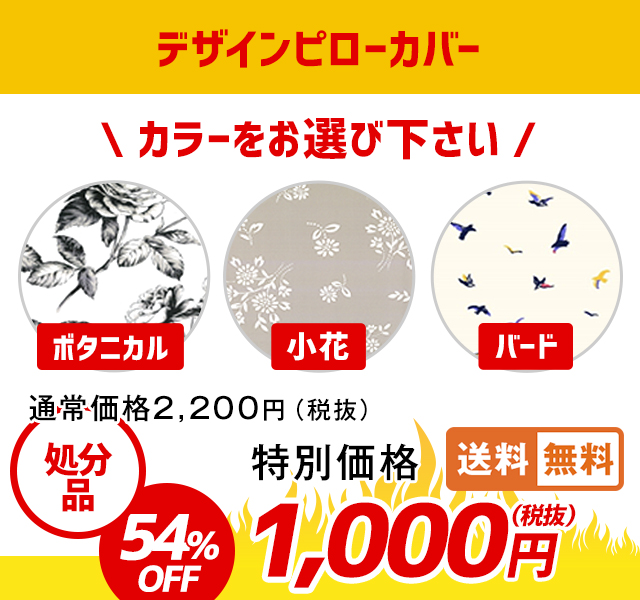 デザインピローカバー
\ カラーをお選び下さい /
ボタニカル
小花
バード
通常価格2,200円(税抜)
処分
品
特別価格
送料無料
54%
OFF
1,000円
(税抜)